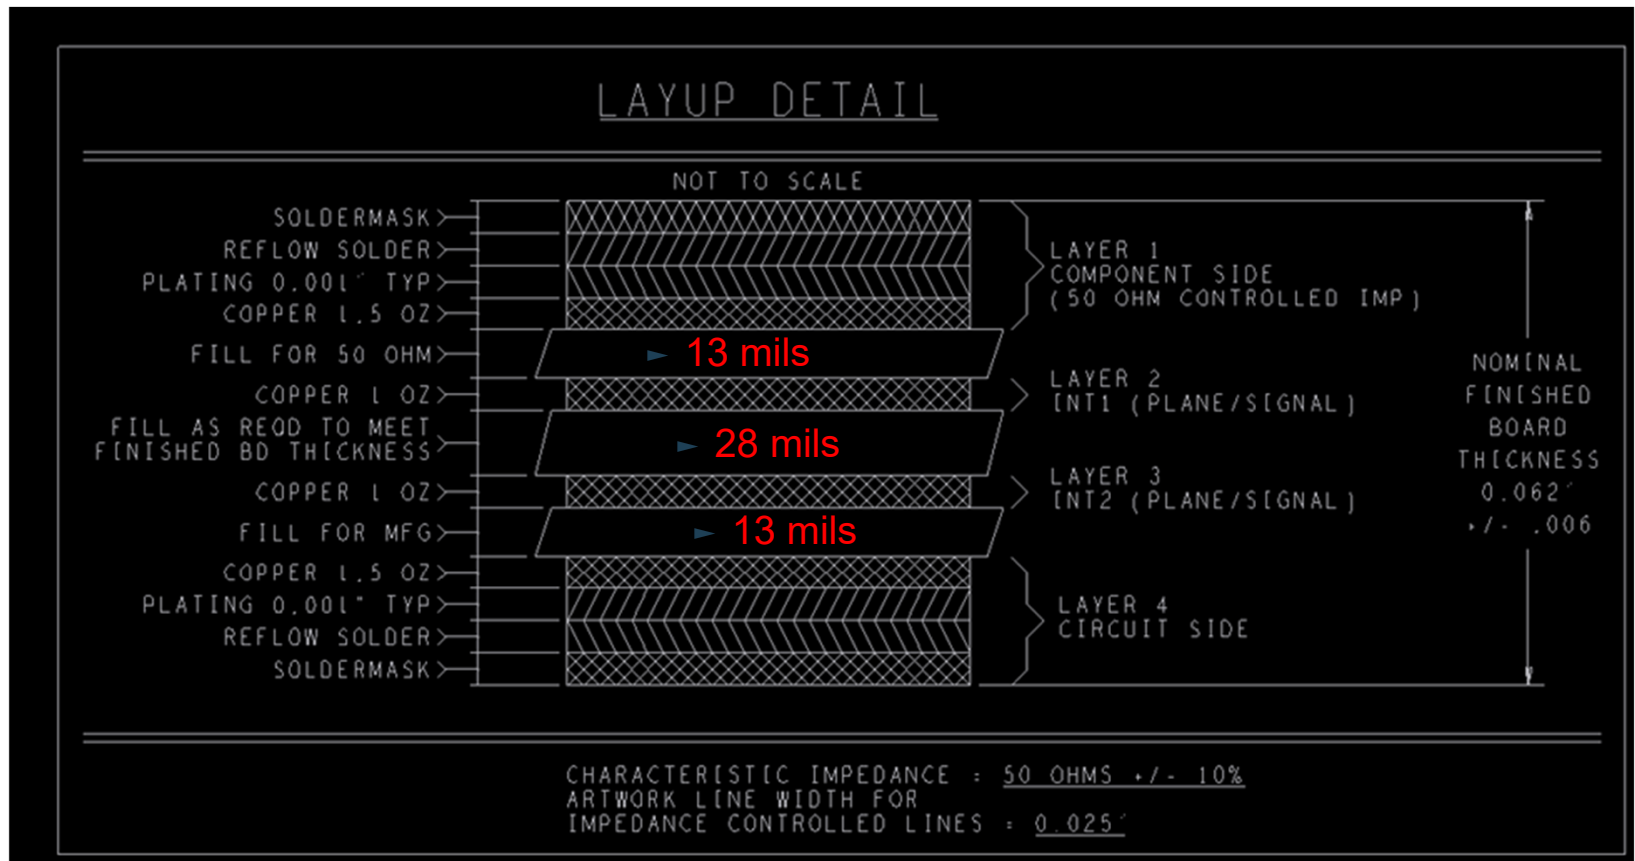 LAYUP DETAIL
NOT TO SCALE
SOLDERMASK
REFLOW SOLDER
PLATING 0.001" TYP
COPPER 1.5 OZ
FILL FOR 50 OHM
COPPER 1 OZ
FILL AS REQD TO MEET
FINISHED BD THICKNESS
COPPER 1 OZ
FILL FOR MFG
COPPER 1.5 OZ
PLATING 0.001" TYP
REFLOW SOLDER
SOLDERMASK
13 mils
28 mils
13 mils
LAYER 1
COMPONENT SIDE
(50 OHM CONTROLLED IMP)
LAYER 2
INT1 (PLANE/SIGNAL)
LAYER 3
INT2 (PLANE/SIGNAL)
LAYER 4
CIRCUIT SIDE
NOMINAL
FINISHED
BOARD
THICKNESS
0.062"
+/- .006
CHARACTERISTIC IMPEDANCE = 50 OHMS +/- 10%
ARTWORK LINE WIDTH FOR
IMPEDANCE CONTROLLED LINES = 0.025"